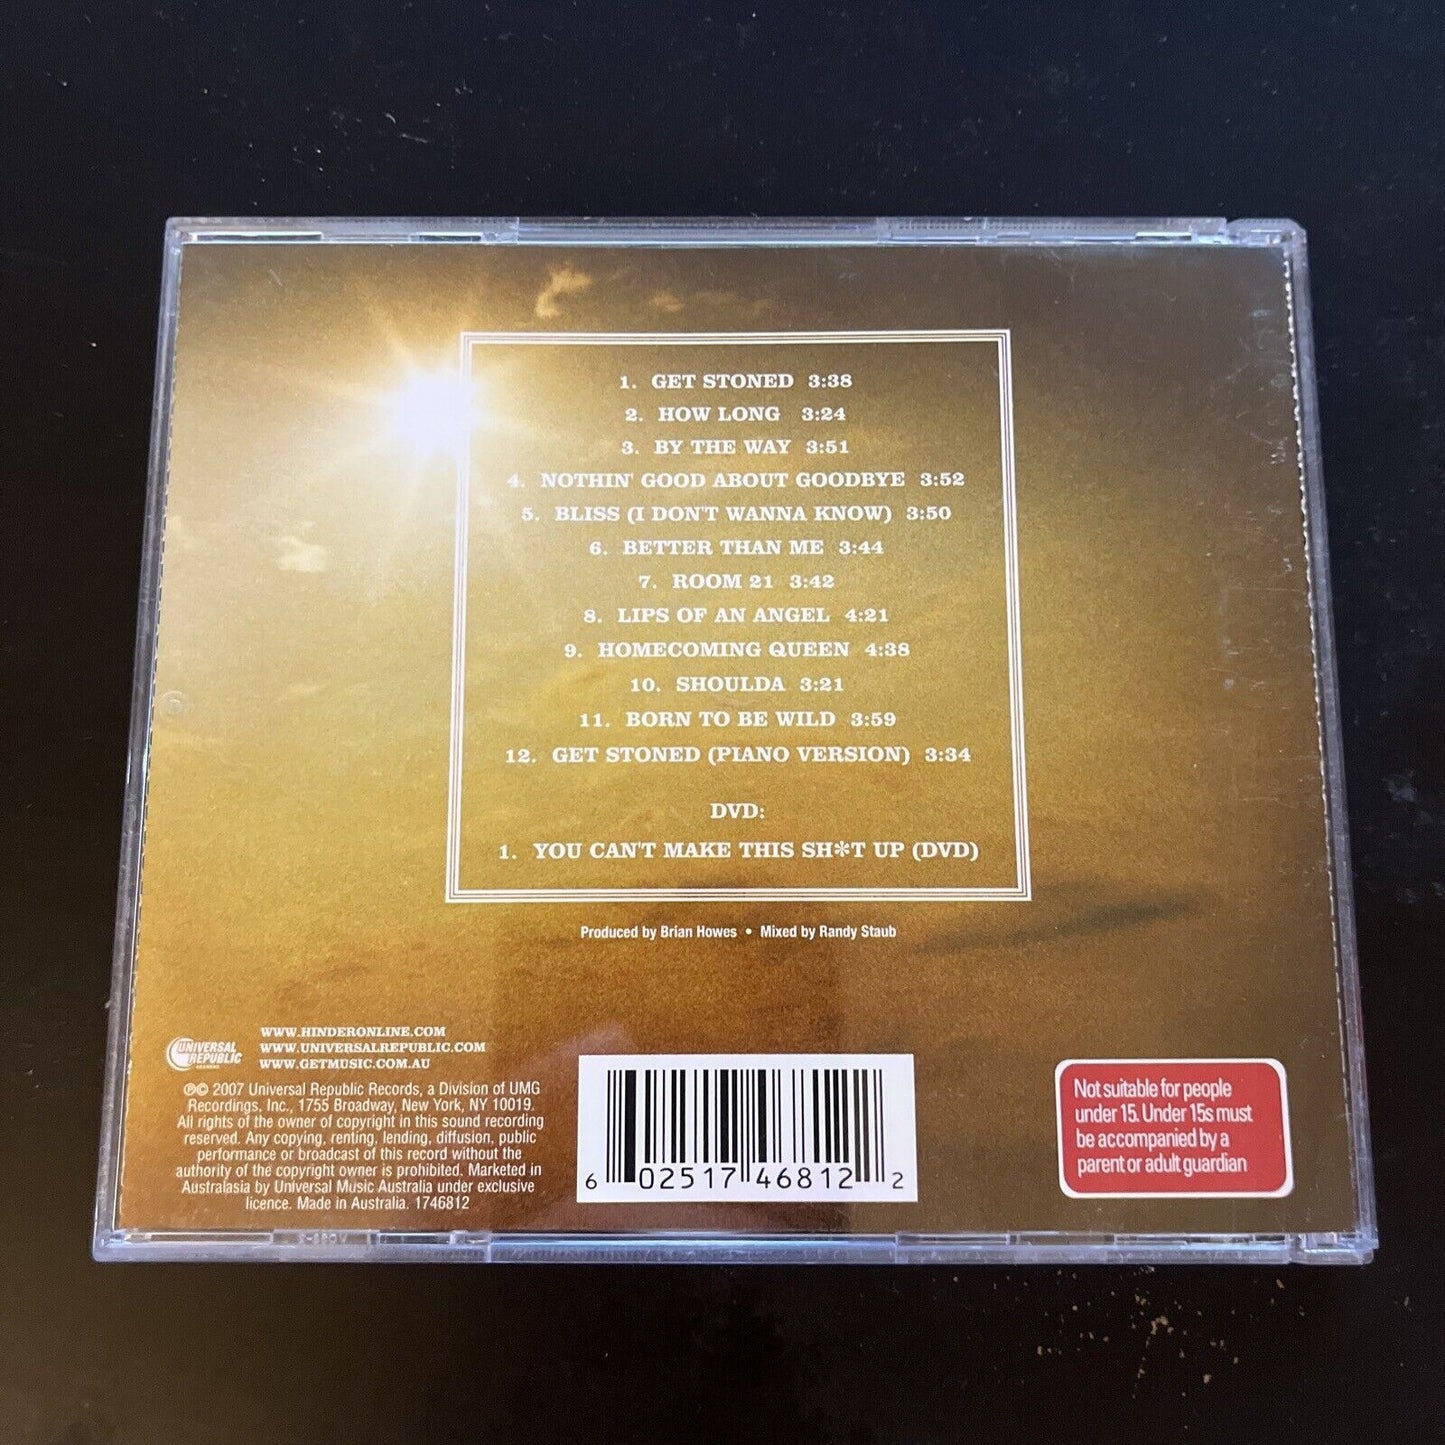 1. GET STONED 3:38
2. HOW LONG 3:24
3. BY THE WAY 3:51
4. NOTHIN' GOOD ABOUT GOODBYE 3:52
5. BLISS (I DON'T WANNA KNOW) 3:50
6. BETTER THAN ME 3:44
7. ROOM 21 3:42
8. LIPS OF AN ANGEL 4:21
9. HOMECOMING QUEEN 4:38
10. SHOULDA 3:21
11. BORN TO BE WILD 3:59
12. GET STONED (PIANO VERSION) 3:34
DVD:
1. YOU CAN'T MAKE THIS SH*T UP (DVD)
Produced by Brian Howes • Mixed by Randy Staub
UNIVERSAL
REPUBLIC
RECORDS
WWW.HINDERONLINE.COM
WWW.UNIVERSALREPUBLIC.COM
WWW.GETMUSIC.COM.AU
℗© 2007 Universal Republic Records, a Division of UMG
Recordings, Inc., 1755 Broadway, New York, NY 10019.
All rights of the owner of copyright in this sound recording
reserved. Any copying, renting, lending, diffusion, public
performance or broadcast of this record without the
authority of the copyright owner is prohibited. Marketed in
Australasia by Universal Music Australia under exclusive
licence. Made in Australia. 1746812
6 02517 46812 2
Not suitable for people
under 15. Under 15s must
be accompanied by a
parent or adult guardian